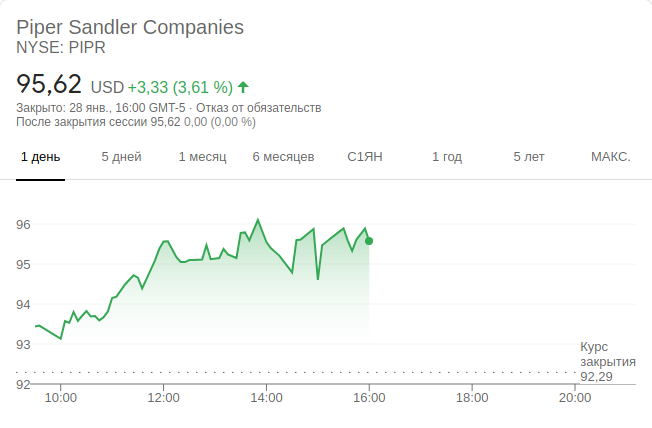 Piper Sandler Companies
NYSE: PIPR
95,62 USD +3,33 (3,61 %)
Закрыто: 28 янв., 16:00 GMT-5 · Отказ от обязательств
После закрытия сессии 95,62 0,00 (0,00 %)
1 день 5 дней 1 месяц 6 месяцев С1ЯН 1 год 5 лет МАКС.
96
95
94
93
Курс
закрытия
92,29
92
10:00 12:00 14:00 16:00 18:00 20:00